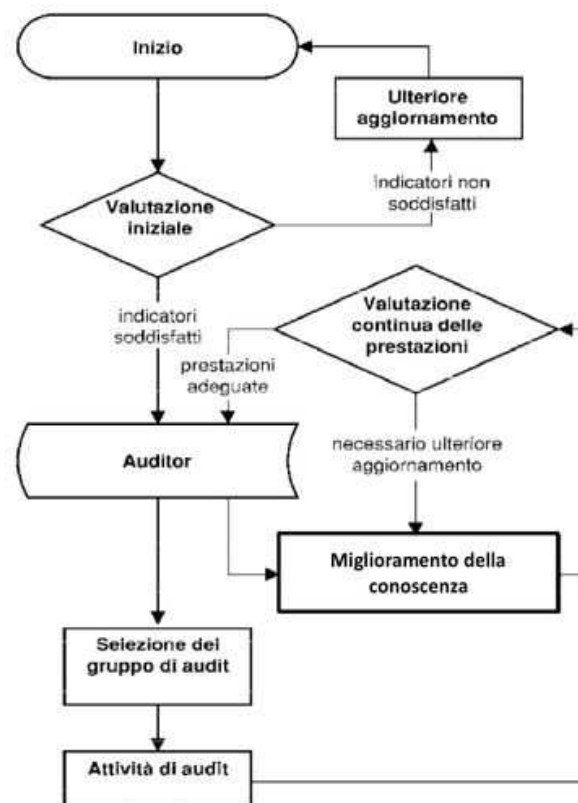 Inizio
Ulteriore
aggiornamento
Valutazione
iniziale
indicatori non
soddisfatti
indicatori
soddisfatti
Valutazione
continua delle
prestazioni
prestazioni
adeguate
Auditor
necessario ulteriore
aggiornamento
Miglioramento della
conoscenza
Selezione del
gruppo di audit
Attività di audit